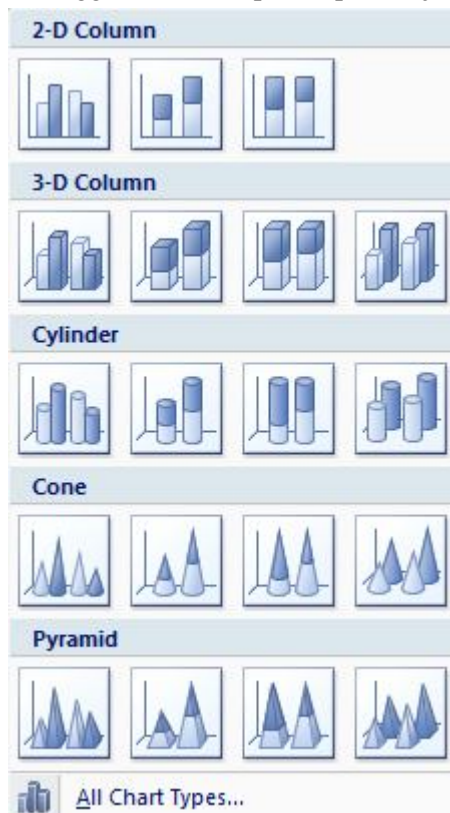 2-D Column
3-D Column
Cylinder
Cone
Pyramid
All Chart Types...